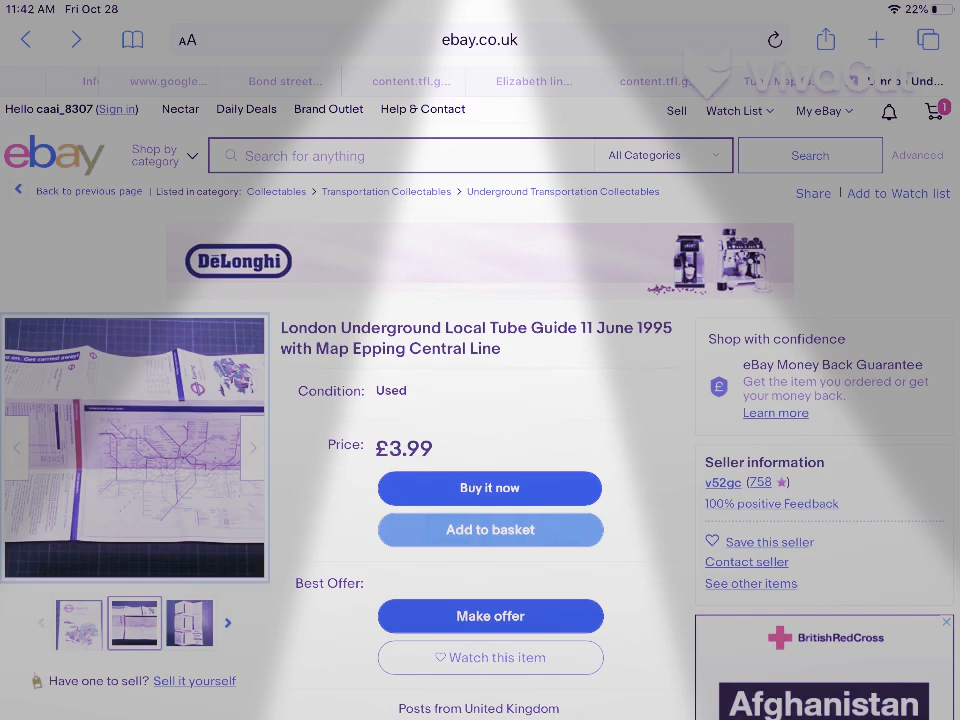 11:42 AM Fri Oct 28
22%
AA
ebay.co.uk
Inf
www.google...
Bond street...
content.tfl.g...
Elizabeth lin...
content.tfl.g
VivaCut
Hello caai_8307 (Sign in)
Nectar
Daily Deals
Brand Outlet
Help & Contact
Sell
Watch List
My eBay
1
ebay
Shop by category
Search for anything
All Categories
Search
Advanced
Back to previous page | Listed in category: Collectables > Transportation Collectables > Underground Transportation Collectables
Share | Add to Watch list
DeLonghi
London Underground Local Tube Guide 11 June 1995
with Map Epping Central Line
Condition: Used
Price: £3.99
Buy it now
Add to basket
Best Offer:
Make offer
Watch this item
Posts from United Kingdom
Get carried away!
Have one to sell? Sell it yourself
Shop with confidence
eBay Money Back Guarantee
Get the item you ordered or get
your money back.
Learn more
Seller information
v52gc (758)
100% positive Feedback
Save this seller
Contact seller
See other items
BritishRedCross
Afghanistan